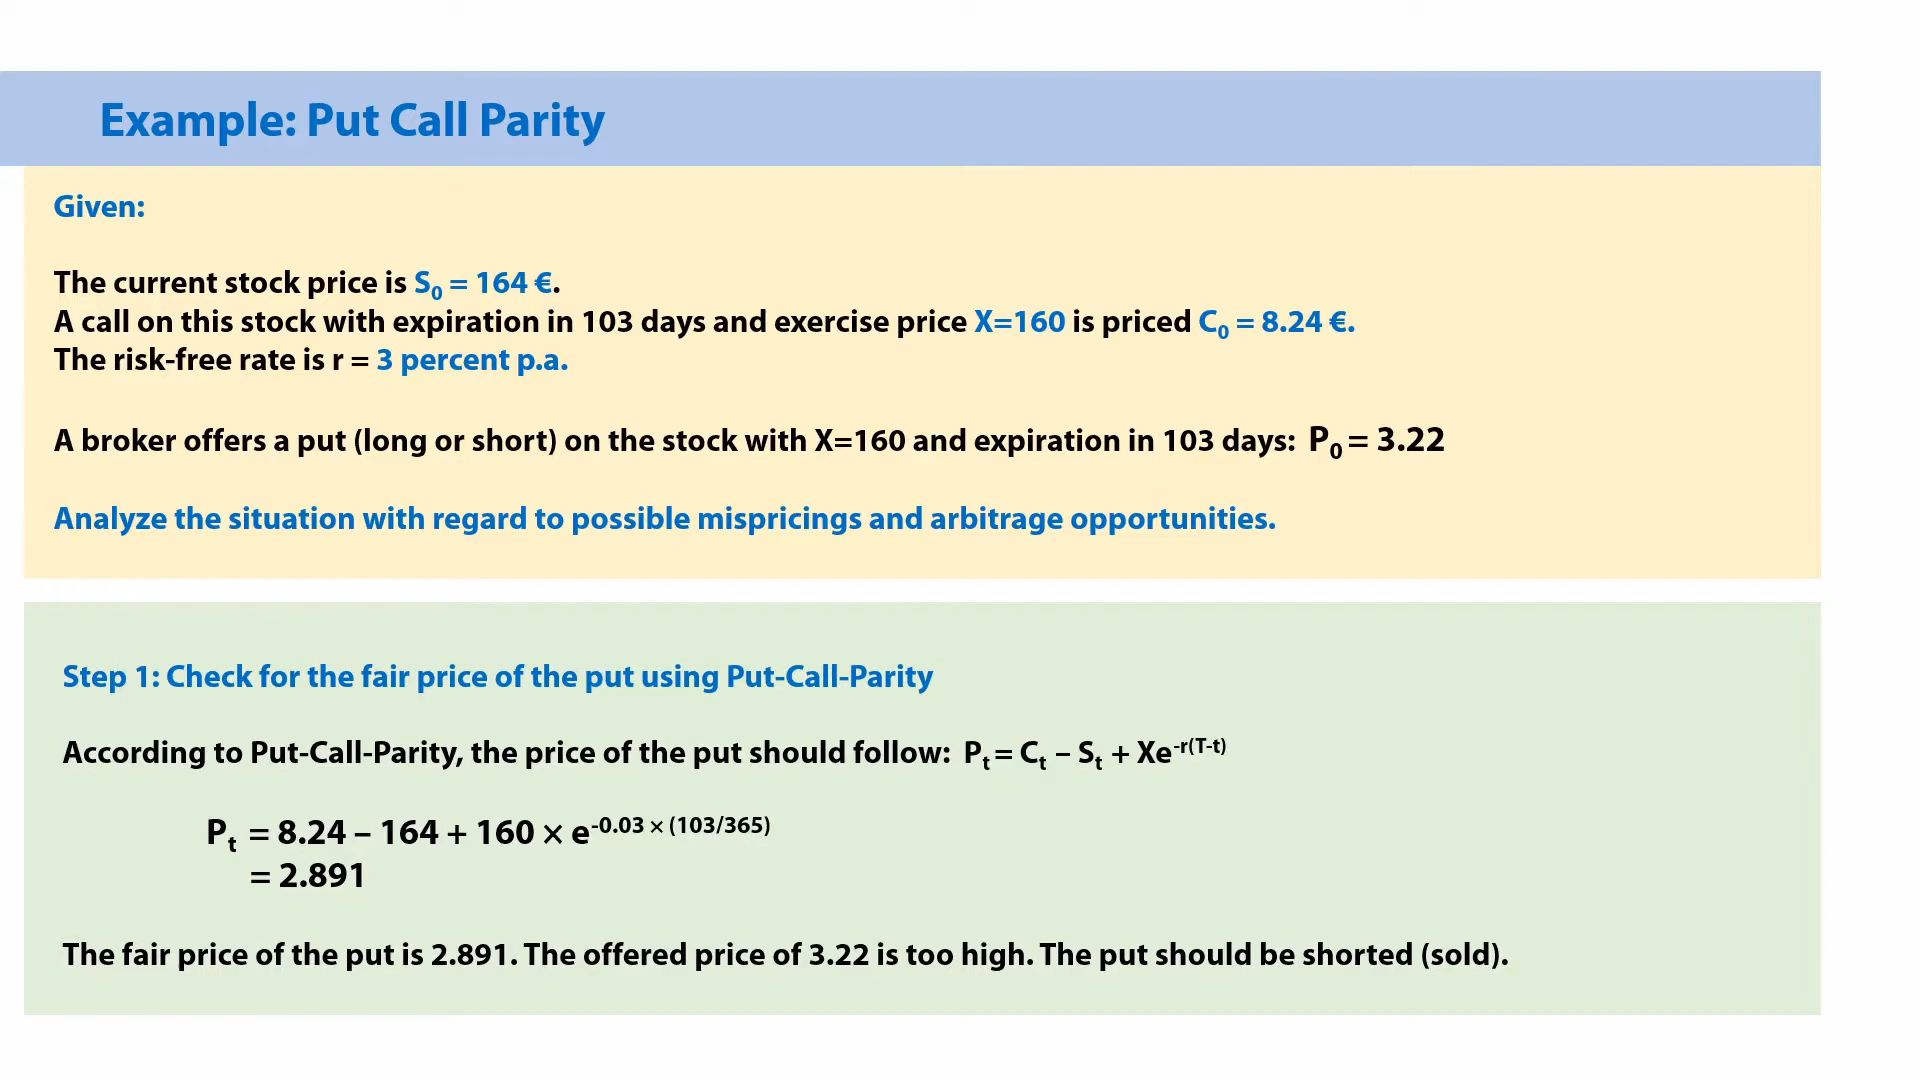 Example: Put Call Parity
Given:
The current stock price is S₀ = 164 €.
A call on this stock with expiration in 103 days and exercise price X=160 is priced C₀ = 8.24 €.
The risk-free rate is r = 3 percent p.a.
A broker offers a put (long or short) on the stock with X=160 and expiration in 103 days: P₀ = 3.22
Analyze the situation with regard to possible mispricings and arbitrage opportunities.
Step 1: Check for the fair price of the put using Put-Call-Parity
According to Put-Call-Parity, the price of the put should follow: Pₜ = Cₜ – Sₜ + Xe^-r(T-t)
Pₜ = 8.24 – 164 + 160 × e^-0.03 × (103/365)
= 2.891
The fair price of the put is 2.891. The offered price of 3.22 is too high. The put should be shorted (sold).